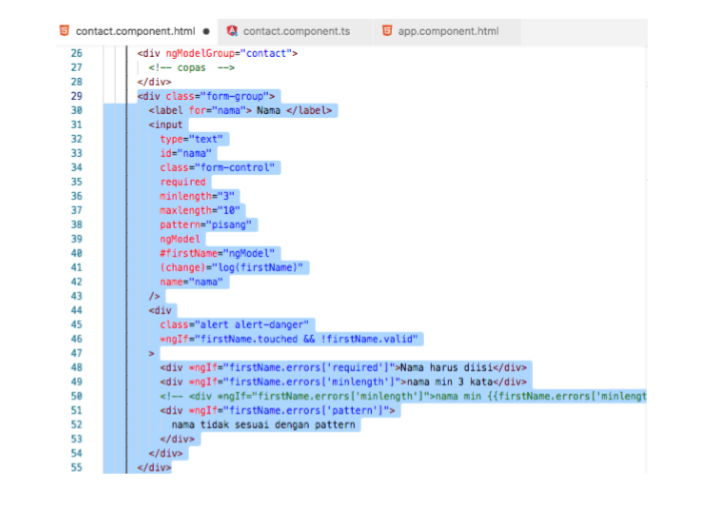 contact.component.html contact.component.ts app.component.html
26 <div ngModelGroup="contact">
27 <!-- copas -->
28 </div>
29 <div class="form-group">
30 <label for="nama"> Nama </label>
31 <input
32 type="text"
33 id="nama"
34 class="form-control"
35 required
36 minlength="3"
37 maxlength="10"
38 pattern="pisang"
39 ngModel
40 #firstName="ngModel"
41 (change)="log(firstName)"
42 name="nama"
43 />
44 <div
45 class="alert alert-danger"
46 *ngIf="firstName.touched && !firstName.valid"
47 >
48 <div *ngIf="firstName.errors['required']">Nama harus diisi</div>
49 <div *ngIf="firstName.errors['minlength']">nama min 3 kata</div>
50 <!-- <div *ngIf="firstName.errors['minlength']">nama min {{firstName.errors['minlengt
51 <div *ngIf="firstName.errors['pattern']">
52 nama tidak sesuai dengan pattern
53 </div>
54 </div>
55 </div>